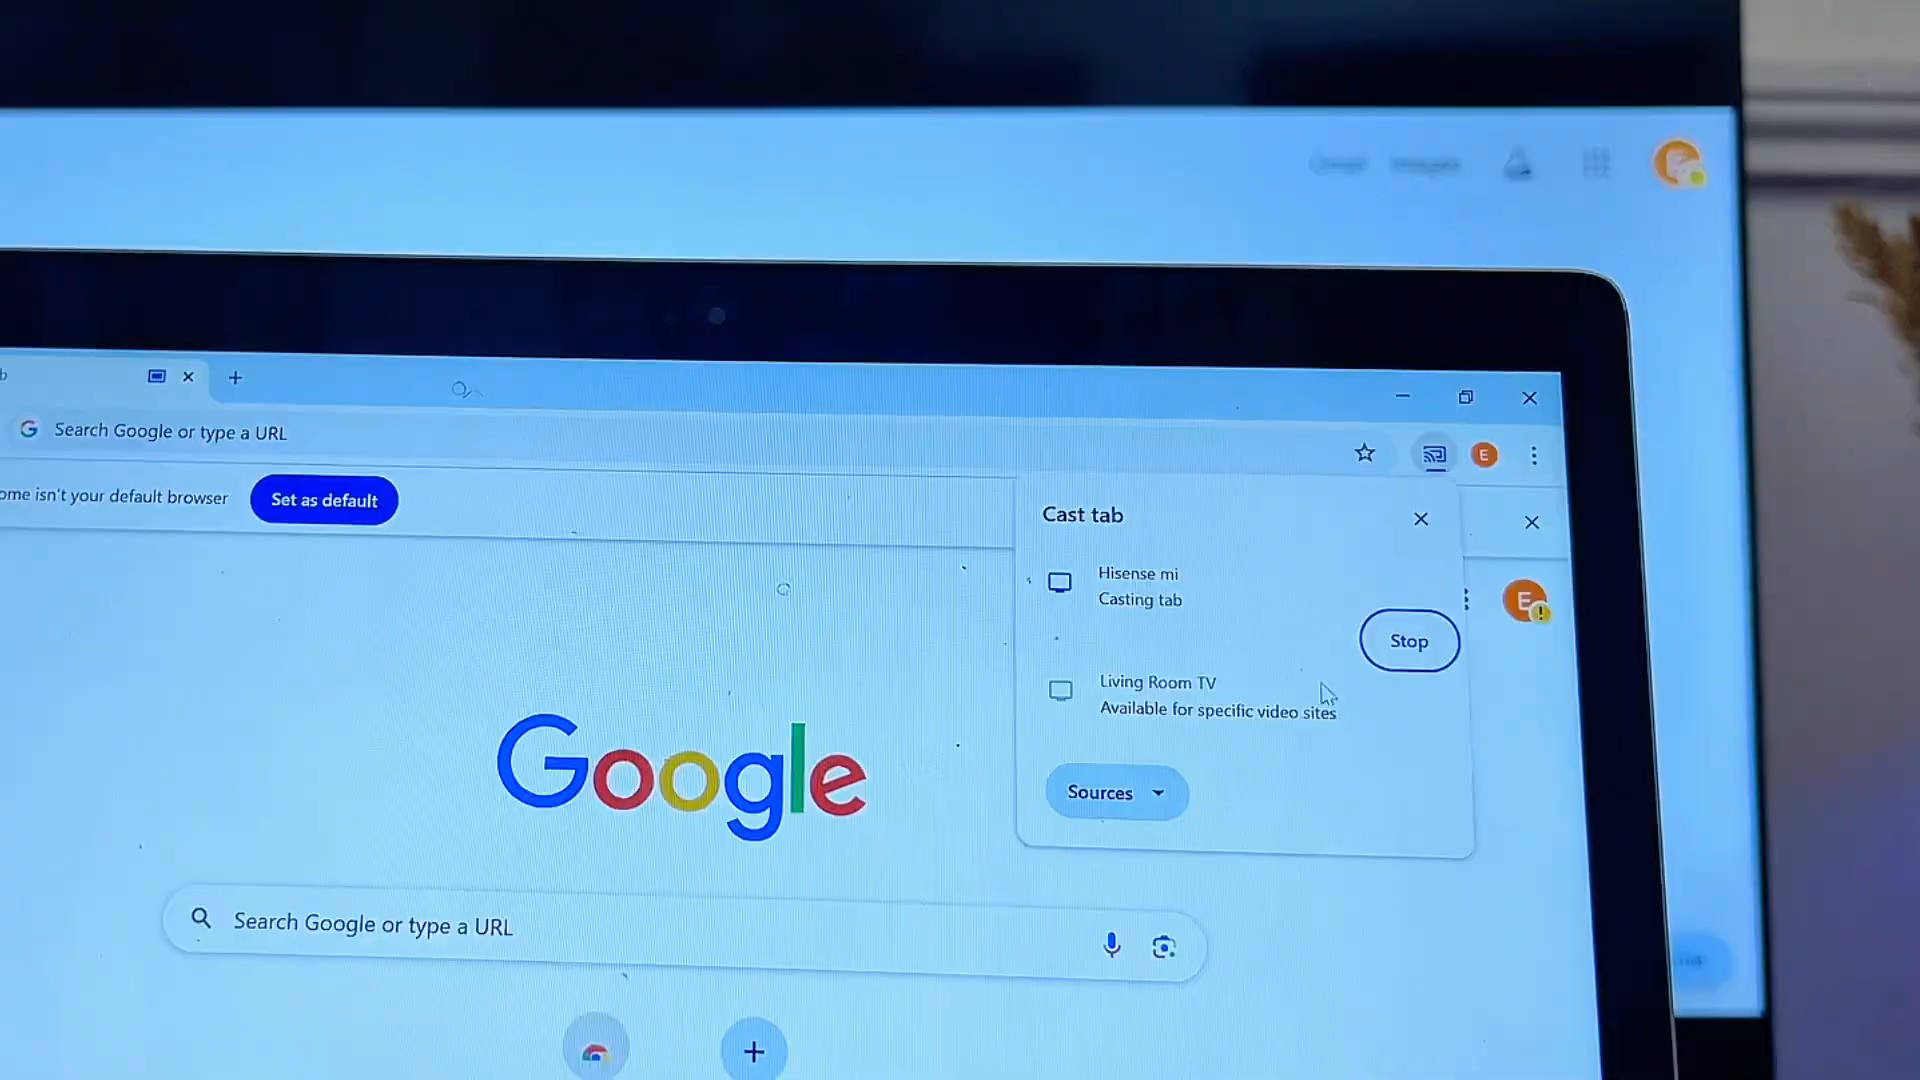 Search Google or type a URL
ome isn't your default browser
Set as default
E
Cast tab
Hisense mi
Casting tab
Stop
E
Living Room TV
Available for specific video sites
Sources
Google
Search Google or type a URL